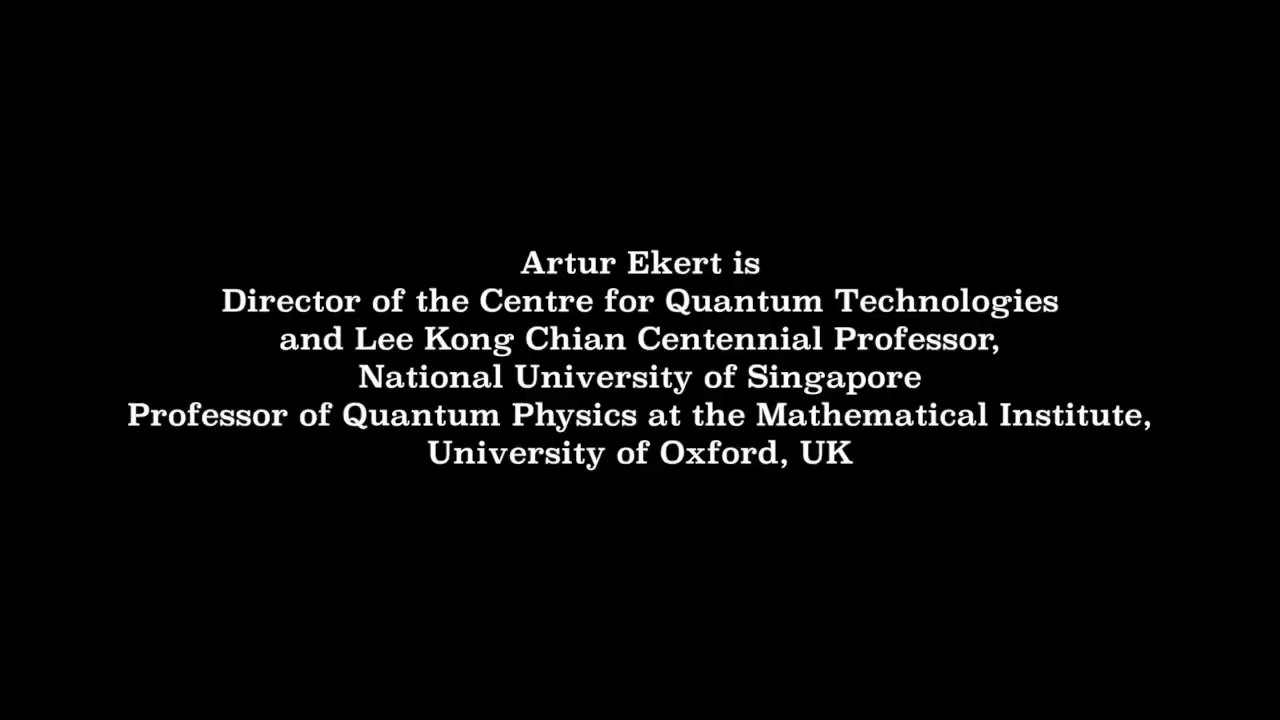 Artur Ekert is
Director of the Centre for Quantum Technologies
and Lee Kong Chian Centennial Professor,
National University of Singapore
Professor of Quantum Physics at the Mathematical Institute,
University of Oxford, UK